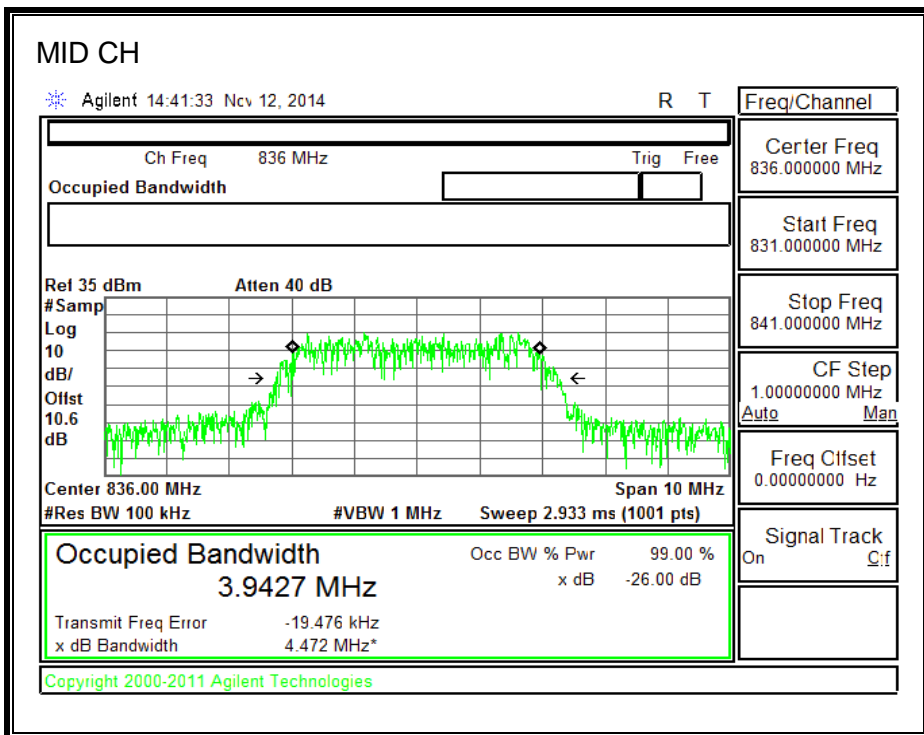 MID CH
Agilent 14:41:33 Nov 12, 2014 R T
Freq/Channel
Ch Freq 836 MHz Trig Free
Occupied Bandwidth
Center Freq
836.000000 MHz
Start Freq
831.000000 MHz
Stop Freq
841.000000 MHz
CF Step
1.00000000 MHz
Auto Man
Freq Offset
0.00000000 Hz
Signal Track
On Off
Ref 35 dBm Atten 40 dB
#Samp
Log
10
dB/
Offst
10.6
dB
Center 836.00 MHz Span 10 MHz
#Res BW 100 kHz #VBW 1 MHz Sweep 2.933 ms (1001 pts)
Occupied Bandwidth
3.9427 MHz
Occ BW % Pwr 99.00 %
x dB -26.00 dB
Transmit Freq Error -19.476 kHz
x dB Bandwidth 4.472 MHz*
Copyright 2000-2011 Agilent Technologies